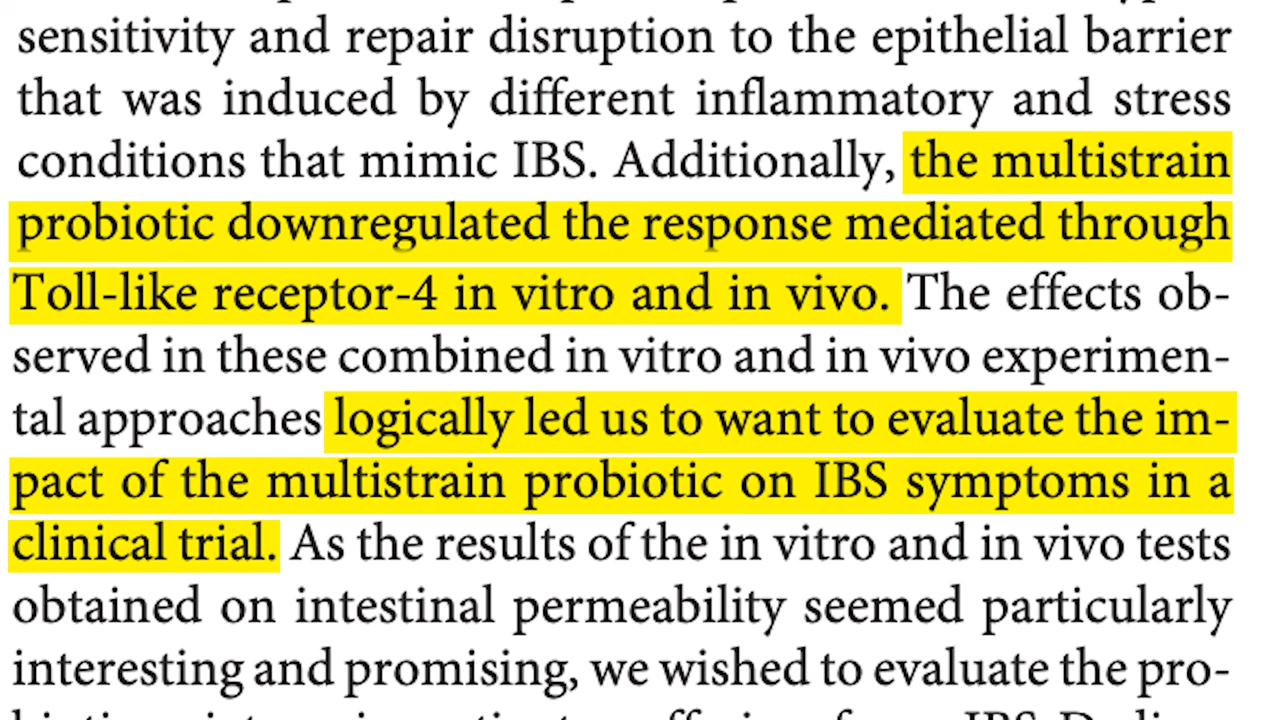 sensitivity and repair disruption to the epithelial barrier
that was induced by different inflammatory and stress
conditions that mimic IBS. Additionally, the multistrain
probiotic downregulated the response mediated through
Toll-like receptor-4 in vitro and in vivo. The effects ob-
served in these combined in vitro and in vivo experimen-
tal approaches logically led us to want to evaluate the im-
pact of the multistrain probiotic on IBS symptoms in a
clinical trial. As the results of the in vitro and in vivo tests
obtained on intestinal permeability seemed particularly
interesting and promising, we wished to evaluate the pro-